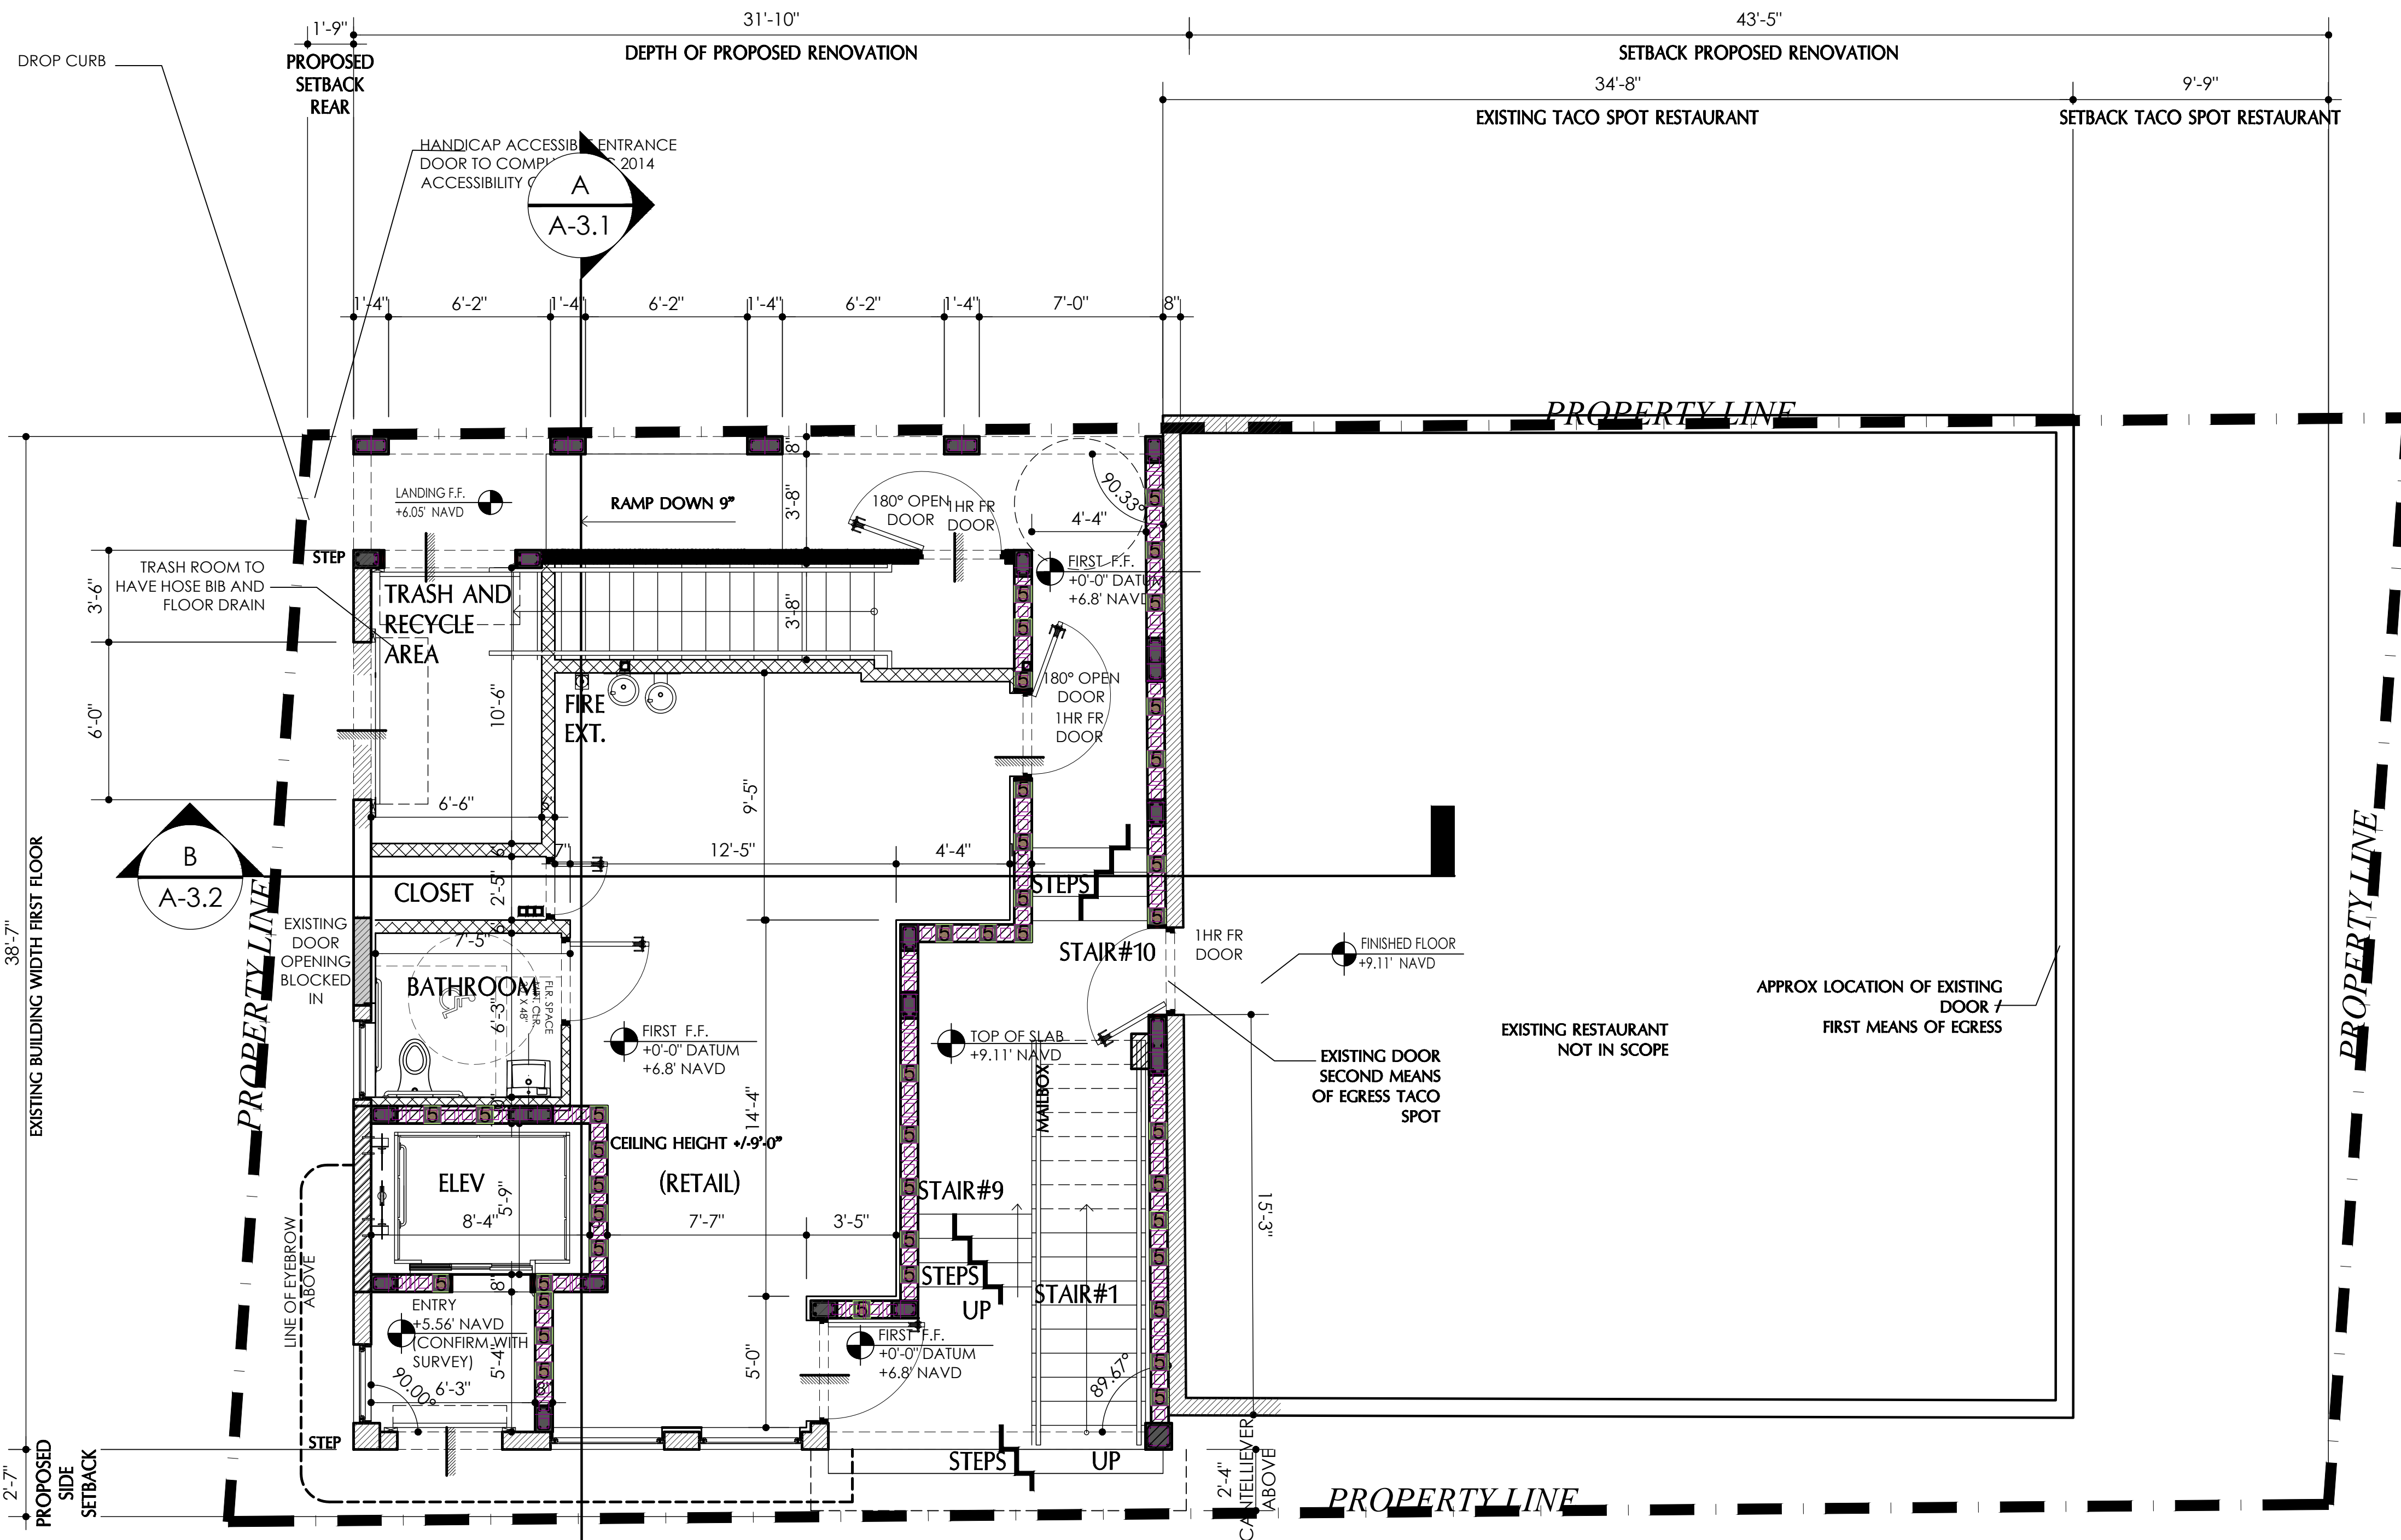 31'-10"
43'-5"
1'-9"
DEPTH OF PROPOSED RENOVATION
SETBACK PROPOSED RENOVATION
DROP CURB
PROPOSED
SETBACK
REAR
34'-8"
9'-9"
EXISTING TACO SPOT RESTAURANT
SETBACK TACO SPOT RESTAURANT
HANDICAP ACCESSIBLE ENTRANCE
DOOR TO COMPLY 2014
ACCESSIBILITY
A
A-3.1
1'-4"
6'-2"
1'-4"
6'-2"
1'-4"
6'-2"
1'-4"
7'-0"
8"
PROPERTY LINE
8"
LANDING F.F.
+6.05' NAVD
RAMP DOWN 9"
3'-8"
180° OPEN
DOOR
1HR FR
DOOR
90.33°
4'-4"
STEP
FIRST F.F.
+0'-0" DATUM
+6.8' NAVD
TRASH ROOM TO
HAVE HOSE BIB AND
FLOOR DRAIN
3'-6"
TRASH AND
RECYCLE
AREA
3'-8"
6'-0"
10'-6"
FIRE
EXT.
180° OPEN
DOOR
1HR FR
DOOR
9'-5"
6'-6"
B
A-3.2
7"
12'-5"
4'-4"
6"
CLOSET
2'-5"
6"
STEPS
EXISTING BUILDING WIDTH FIRST FLOOR
38'-7"
PROPERTY LINE
EXISTING
DOOR
OPENING
BLOCKED
IN
7'-5"
BATHROOM
6'-3"
FLR. SPACE
X 48"
STAIR#10
1HR FR
DOOR
FINISHED FLOOR
+9.11' NAVD
FIRST F.F.
+0'-0" DATUM
+6.8' NAVD
TOP OF SLAB
+9.11' NAVD
MAILBOX
EXISTING DOOR
SECOND MEANS
OF EGRESS TACO
SPOT
EXISTING RESTAURANT
NOT IN SCOPE
APPROX LOCATION OF EXISTING
DOOR /
FIRST MEANS OF EGRESS
PROPERTY LINE
14'-4"
CEILING HEIGHT +/-9'-0"
(RETAIL)
ELEV
5'-9"
8'-4"
8"
7'-7"
3'-5"
STAIR#9
STEPS
UP
STAIR#1
15'-3"
LINE OF EYEBROW
ABOVE
8"
ENTRY
+5.56' NAVD
(CONFIRM WITH
SURVEY)
5'-4"
90.00°
6'-3"
8"
5'-0"
FIRST F.F.
+0'-0" DATUM
+6.8' NAVD
89.67°
STEP
STEPS
UP
2'-7"
PROPOSED
SIDE
SETBACK
2'-4"
CANTELLIEVER
ABOVE
PROPERTY LINE